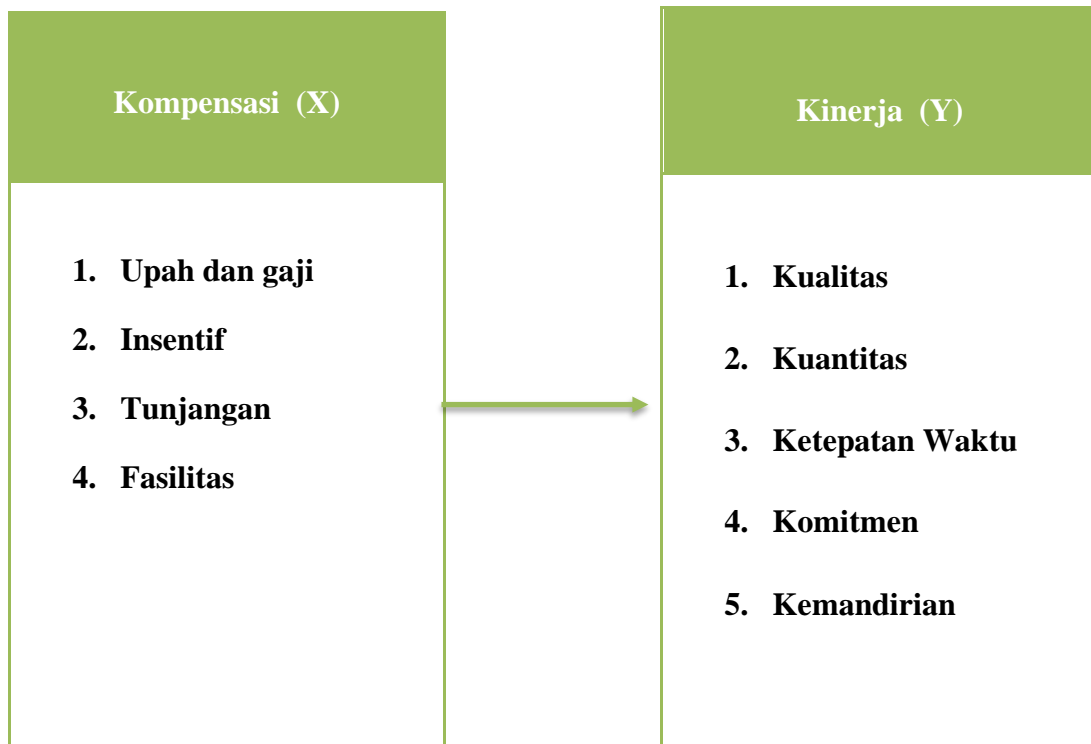 Kompensasi (X)
1. Upah dan gaji
2. Insentif
3. Tunjangan
4. Fasilitas
Kinerja (Y)
1. Kualitas
2. Kuantitas
3. Ketepatan Waktu
4. Komitmen
5. Kemandirian